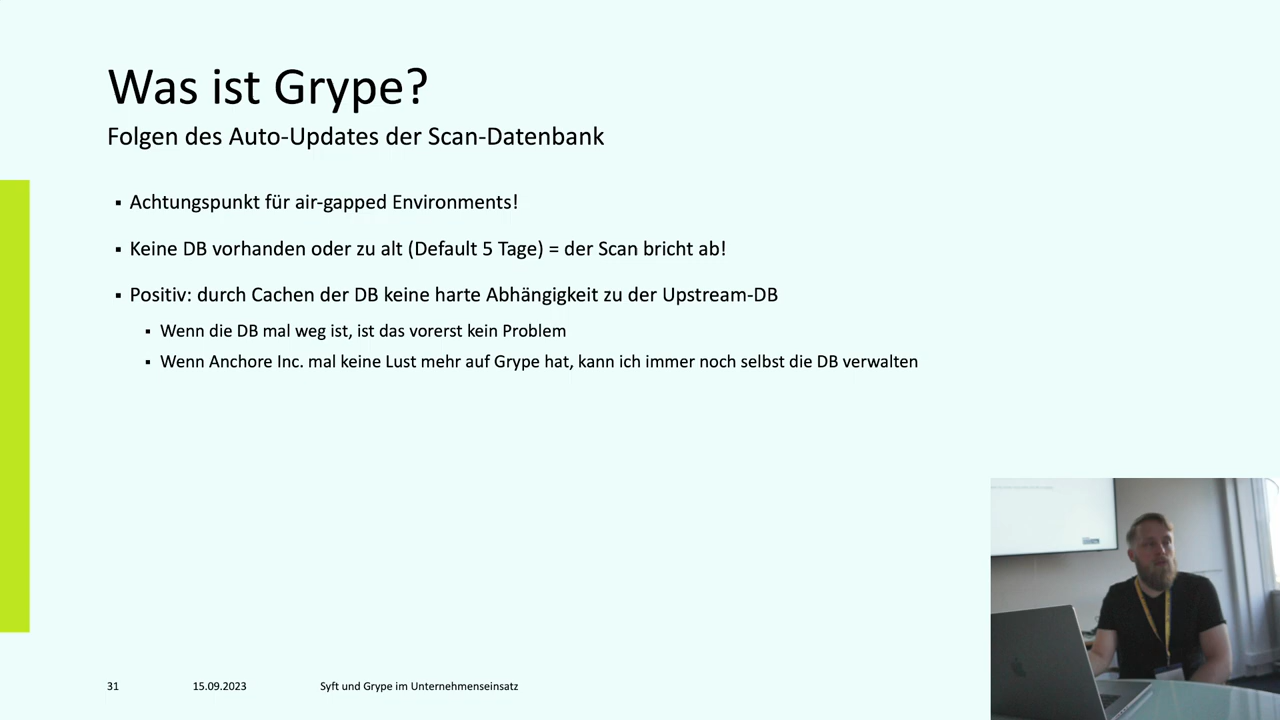 Was ist Grype?
Folgen des Auto-Updates der Scan-Datenbank
▪ Achtungspunkt für air-gapped Environments!
▪ Keine DB vorhanden oder zu alt (Default 5 Tage) = der Scan bricht ab!
▪ Positiv: durch Cachen der DB keine harte Abhängigkeit zu der Upstream-DB
▪ Wenn die DB mal weg ist, ist das vorerst kein Problem
▪ Wenn Anchore Inc. mal keine Lust mehr auf Grype hat, kann ich immer noch selbst die DB verwalten
31 15.09.2023 Syft und Grype im Unternehmenseinsatz